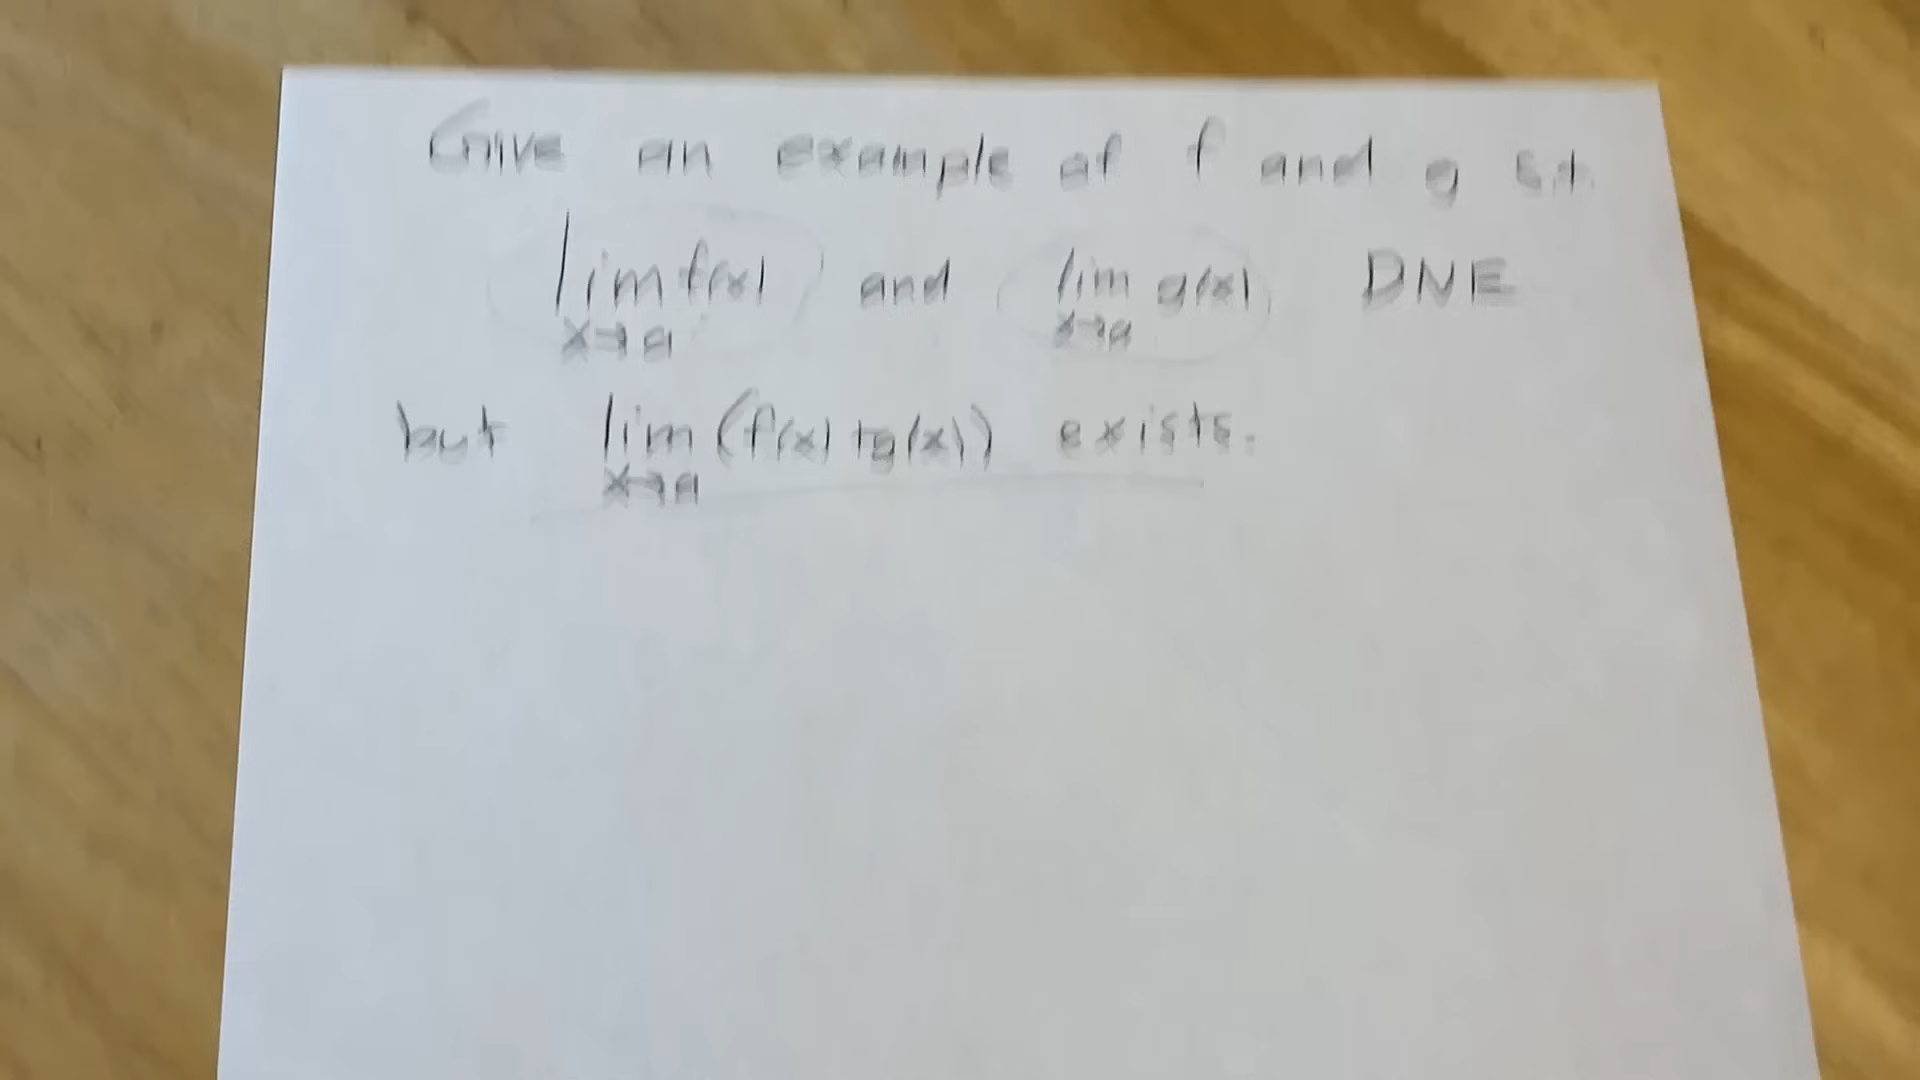 Give an example of f and g s.t.
lim f(x) and lim g(x) DNE
x→a x→a
but lim (f(x)+g(x)) exists.
x→a